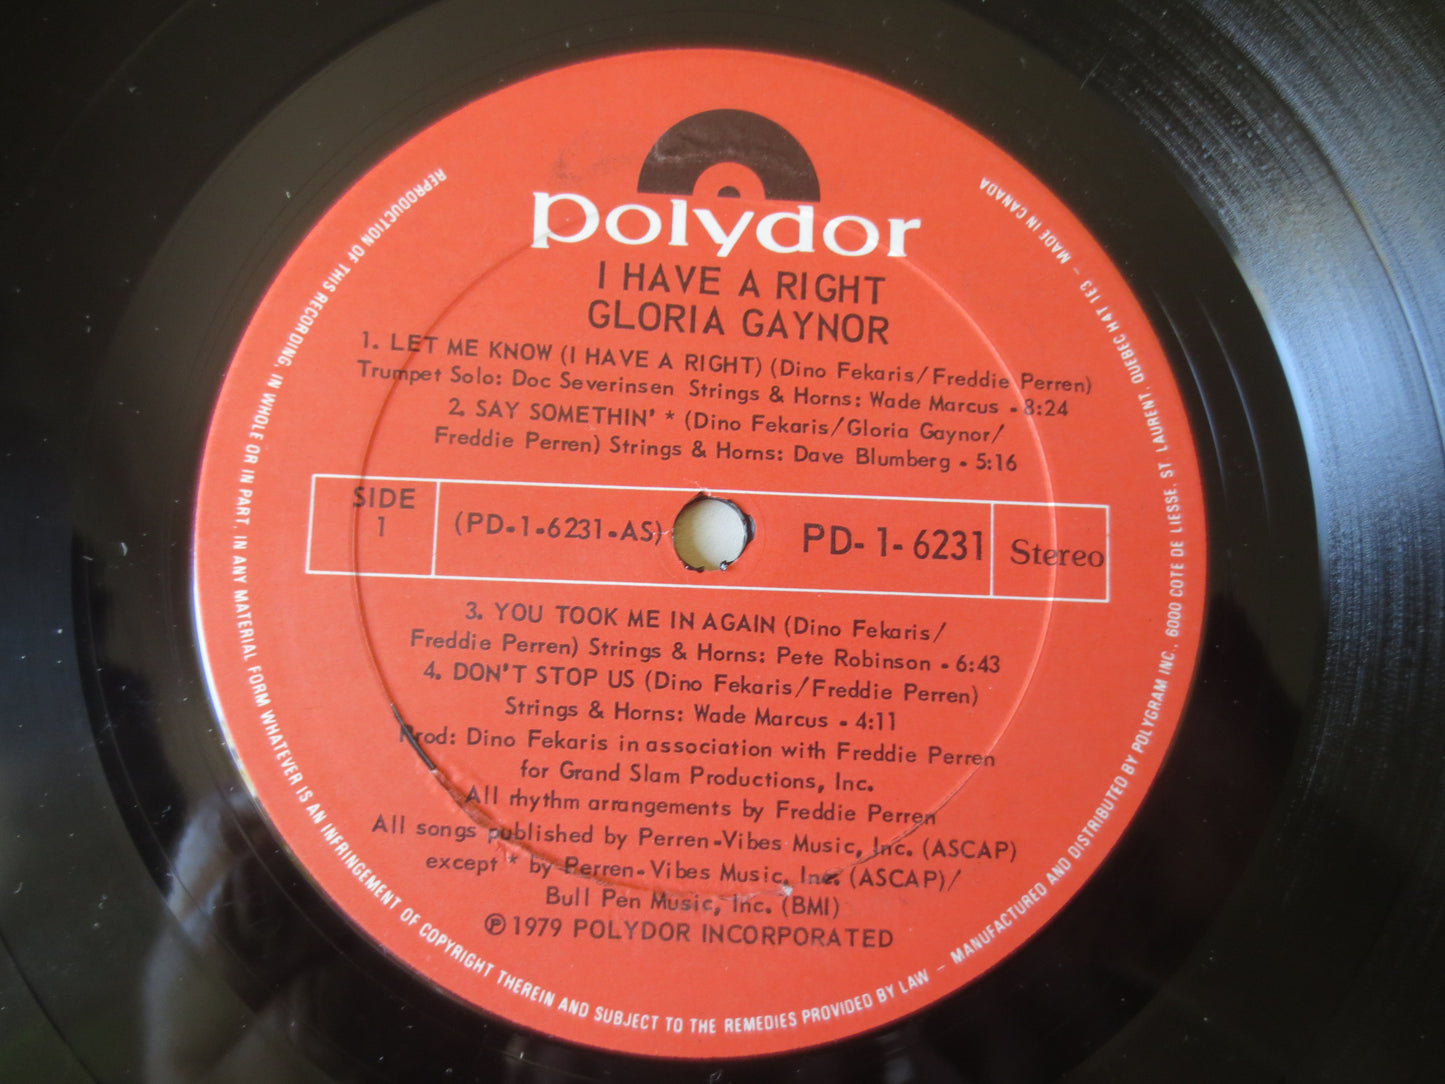 polydor
I HAVE A RIGHT
GLORIA GAYNOR
1. LET ME KNOW (I HAVE A RIGHT) (Dino Fekaris/Freddie Perren)
Trumpet Solo: Doc Severinsen Strings & Horns: Wade Marcus - 8:24
2. SAY SOMETHIN' * (Dino Fekaris/Gloria Gaynor/
Freddie Perren) Strings & Horns: Dave Blumberg - 5:16
SIDE
1
(PD-1-6231-AS)
PD-1-6231
Stereo
3. YOU TOOK ME IN AGAIN (Dino Fekaris/
Freddie Perren) Strings & Horns: Pete Robinson - 6:43
4. DON'T STOP US (Dino Fekaris/Freddie Perren)
Strings & Horns: Wade Marcus - 4:11
Prod: Dino Fekaris in association with Freddie Perren
for Grand Slam Productions, Inc.
All rhythm arrangements by Freddie Perren
All songs published by Perren-Vibes Music, Inc. (ASCAP)
except * by Perren-Vibes Music, Inc. (ASCAP)/
Bull Pen Music, Inc. (BMI)
℗ 1979 POLYDOR INCORPORATED
REPRODUCTION OF THIS RECORDING, IN WHOLE OR IN PART, IN ANY MATERIAL FORM WHATEVER IS AN INFRINGEMENT OF COPYRIGHT THEREIN AND SUBJECT TO THE REMEDIES PROVIDED BY LAW – MANUFACTURED AND DISTRIBUTED BY POLYGRAM INC., 6000 COTE DE LIESSE, ST. LAURENT, QUEBEC H4T 1E3 – MADE IN CANADA